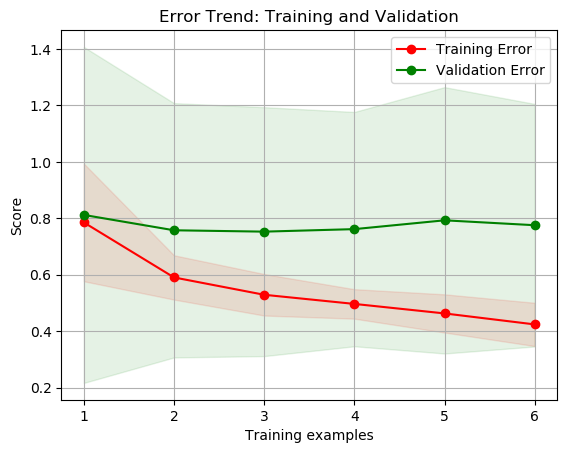 Error Trend: Training and Validation
Training Error
Validation Error
Score
1.4
1.2
1.0
0.8
0.6
0.4
0.2
1 2 3 4 5 6
Training examples